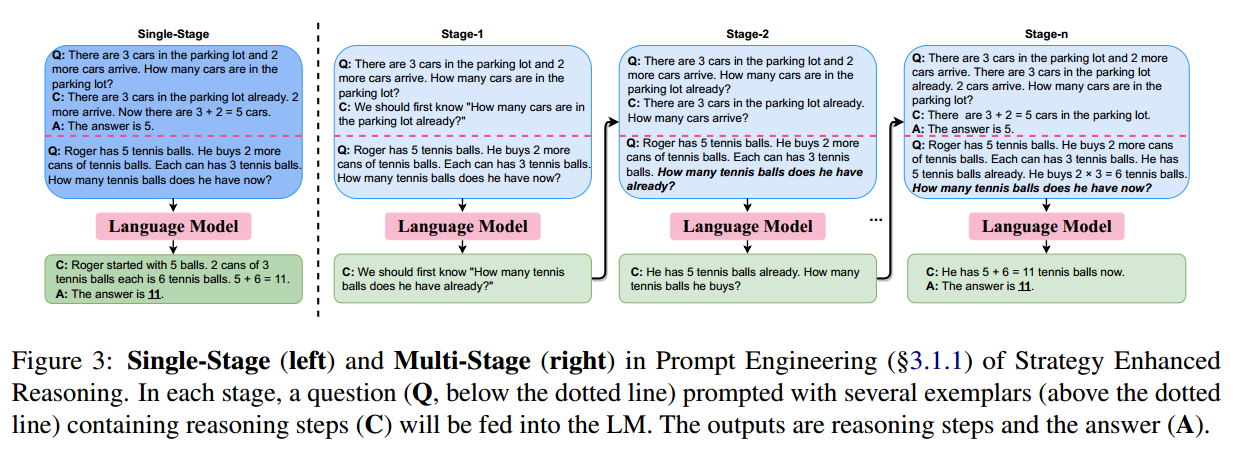 Single-Stage
Q: There are 3 cars in the parking lot and 2
more cars arrive. How many cars are in the
parking lot?
C: There are 3 cars in the parking lot already. 2
more arrive. Now there are 3 + 2 = 5 cars.
A: The answer is 5.
Q: Roger has 5 tennis balls. He buys 2 more
cans of tennis balls. Each can has 3 tennis balls.
How many tennis balls does he have now?
Language Model
C: Roger started with 5 balls. 2 cans of 3
tennis balls each is 6 tennis balls. 5 + 6 = 11.
A: The answer is 11.
Stage-1
Q: There are 3 cars in the parking lot and 2
more cars arrive. How many cars are in the
parking lot?
C: We should first know "How many cars are in
the parking lot already?"
Q: Roger has 5 tennis balls. He buys 2 more
cans of tennis balls. Each can has 3 tennis balls.
How many tennis balls does he have now?
Language Model
C: We should first know "How many tennis
balls does he have already?"
Stage-2
Q: There are 3 cars in the parking lot and 2
more cars arrive. How many cars are in the
parking lot already?
C: There are 3 cars in the parking lot already.
How many cars arrive?
Q: Roger has 5 tennis balls. He buys 2 more
cans of tennis balls. Each can has 3 tennis
balls. How many tennis balls does he have
already?
Language Model
C: He has 5 tennis balls already. How many
tennis balls he buys?
...
Stage-n
Q: There are 3 cars in the parking lot and 2 more
cars arrive. There are 3 cars in the parking lot
already. 2 cars arrive. How many cars are in the
parking lot?
C: There are 3 + 2 = 5 cars in the parking lot.
A: The answer is 5.
Q: Roger has 5 tennis balls. He buys 2 more cans
of tennis balls. Each can has 3 tennis balls. He has
5 tennis balls already. He buys 2 × 3 = 6 tennis balls.
How many tennis balls does he have now?
Language Model
C: He has 5 + 6 = 11 tennis balls now.
A: The answer is 11.
Figure 3: Single-Stage (left) and Multi-Stage (right) in Prompt Engineering (§3.1.1) of Strategy Enhanced
Reasoning. In each stage, a question (Q, below the dotted line) prompted with several exemplars (above the dotted
line) containing reasoning steps (C) will be fed into the LM. The outputs are reasoning steps and the answer (A).